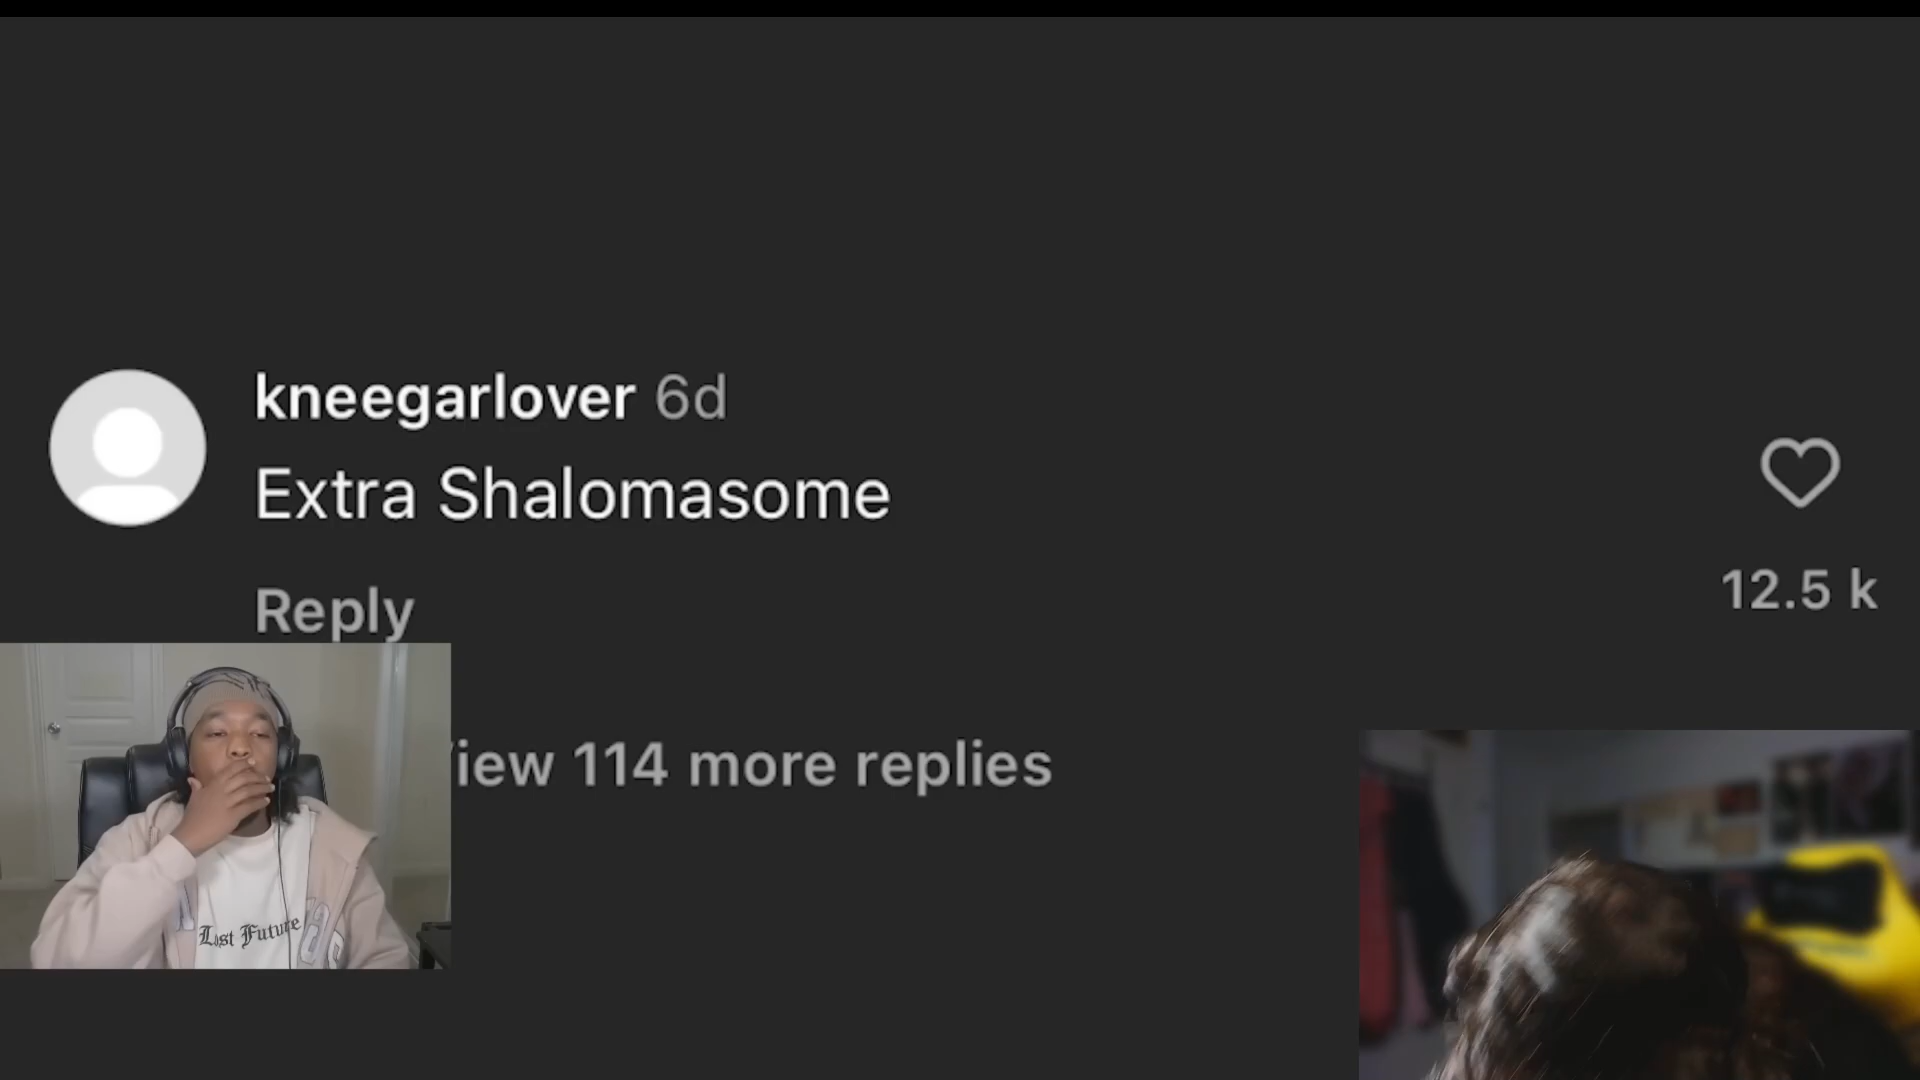 kneegarlover 6d
Extra Shalomasome
12.5 k
Reply
iew 114 more replies
Lost Future